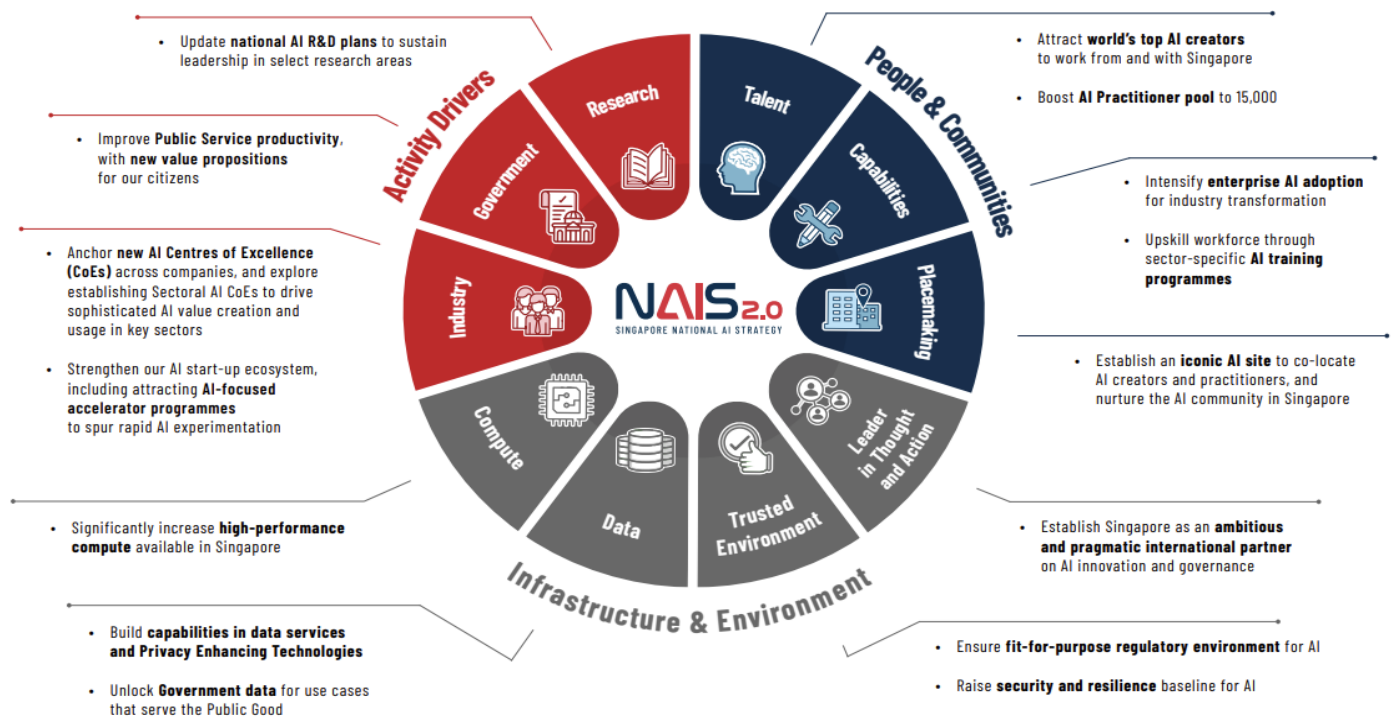 • Update national AI R&D plans to sustain
leadership in select research areas
• Improve Public Service productivity,
with new value propositions
for our citizens
• Anchor new AI Centres of Excellence
(CoEs) across companies, and explore
establishing Sectoral AI CoEs to drive
sophisticated AI value creation and
usage in key sectors
• Strengthen our AI start-up ecosystem,
including attracting AI-focused
accelerator programmes
to spur rapid AI experimentation
• Significantly increase high-performance
compute available in Singapore
• Build capabilities in data services
and Privacy Enhancing Technologies
• Unlock Government data for use cases
that serve the Public Good
Activity Drivers
Research
Government
Industry
People & Communities
Talent
Capabilities
Placemaking
NAIS 2.0
SINGAPORE NATIONAL AI STRATEGY
Compute
Data
Trusted
Environment
Leader
in Thought
and Action
Infrastructure & Environment
• Attract world's top AI creators
to work from and with Singapore
• Boost AI Practitioner pool to 15,000
• Intensify enterprise AI adoption
for industry transformation
• Upskill workforce through
sector-specific AI training
programmes
• Establish an iconic AI site to co-locate
AI creators and practitioners, and
nurture the AI community in Singapore
• Establish Singapore as an ambitious
and pragmatic international partner
on AI innovation and governance
• Ensure fit-for-purpose regulatory environment for AI
• Raise security and resilience baseline for AI